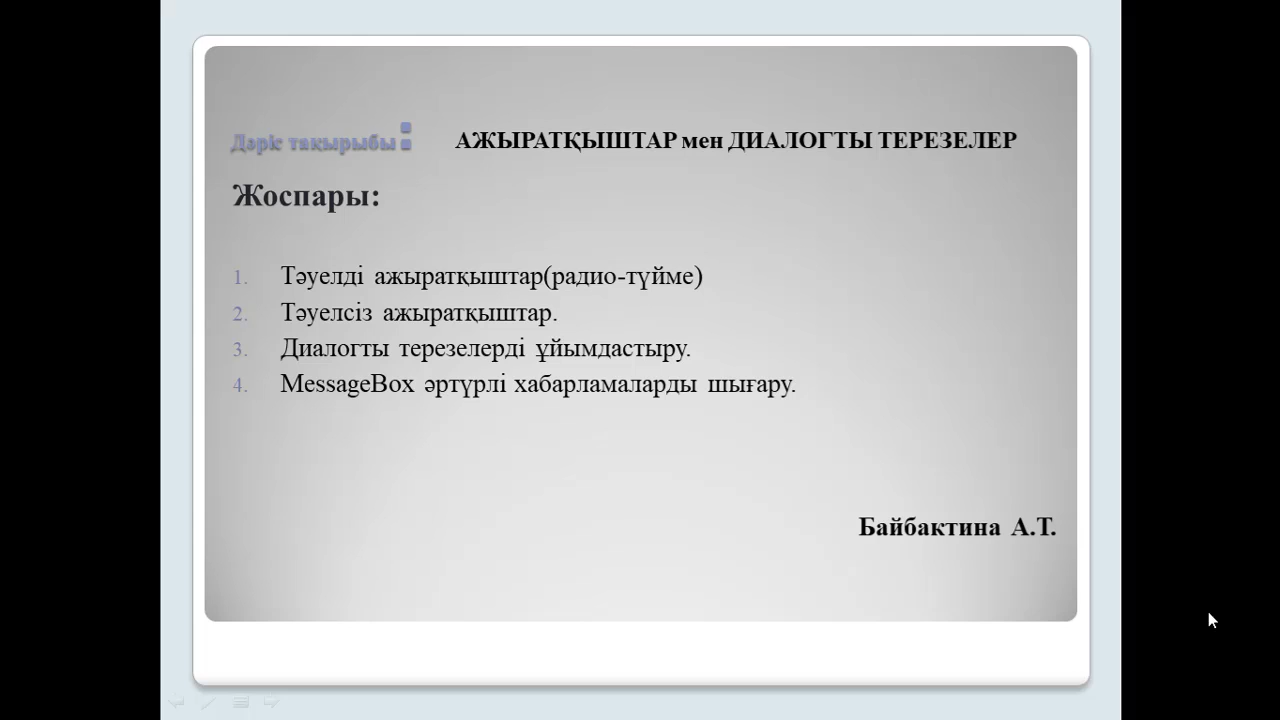 Дәріс тақырыбы: АЖЫРАТҚЫШТАР мен ДИАЛОГТЫ ТЕРЕЗЕЛЕР
Жоспары:
1. Тәуелді ажыратқыштар(радио-түйме)
2. Тәуелсіз ажыратқыштар.
3. Диалогты терезелерді ұйымдастыру.
4. MessageBox әртүрлі хабарламаларды шығару.
Байбактина А.Т.